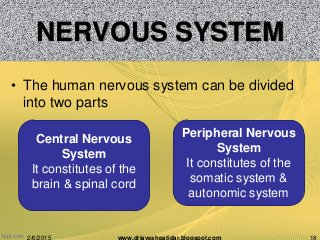 NERVOUS SYSTEM
• The human nervous system can be divided
into two parts
Central Nervous
System
It constitutes of the
brain & spinal cord
Peripheral Nervous
System
It constitutes of the
somatic system &
autonomic system
2/6/2015
www.drjayeshpatidar.blogspot.com
18